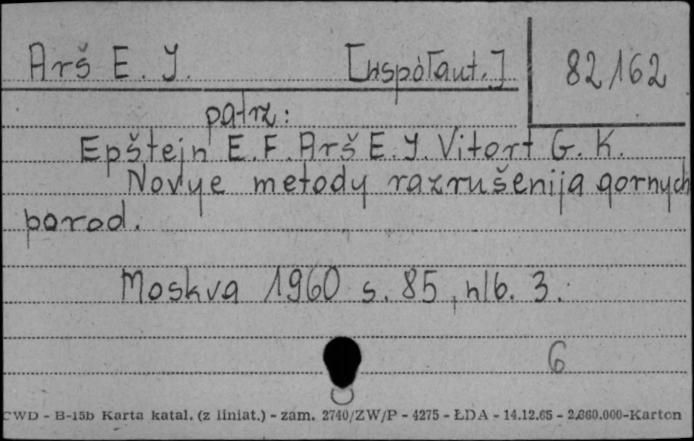 Arš E. J. [współaut.] 82162
patrz:
Epštejn E. F. Arš E. J. Vitort G. K.
Novye metody razrušenija gornych
porod.
Moskva 1960 s. 85, nlb. 3.
6
CWD - B-15b Karta katal. (z liniat.) - zam. 2740/ZW/P - 4275 - ŁDA - 14.12.65 - 2.860.000-Karton